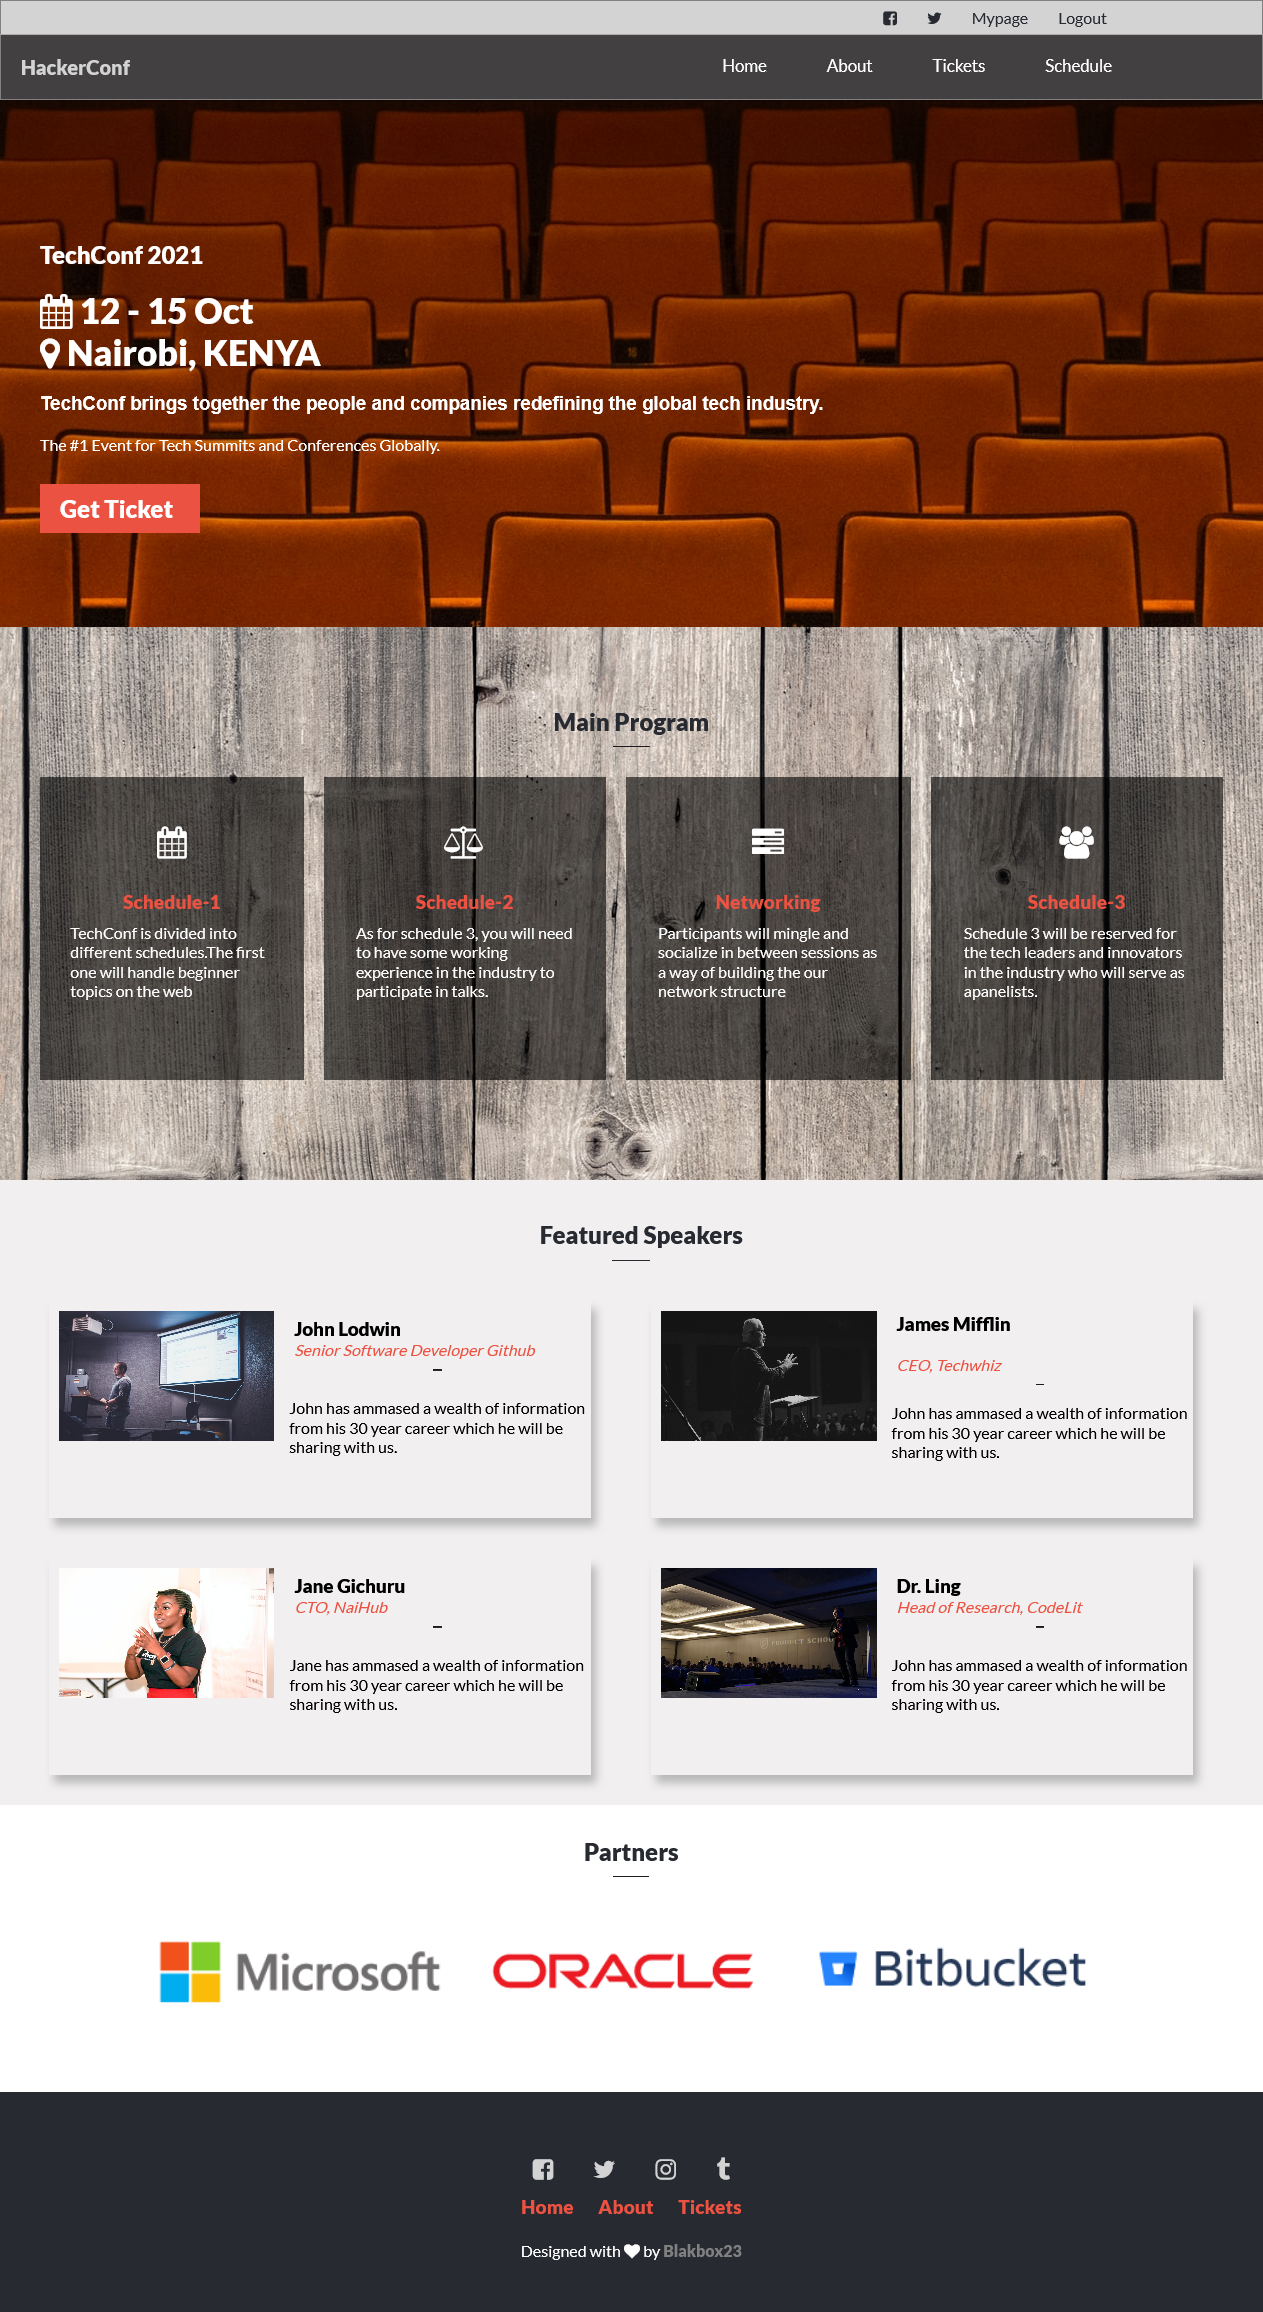 Mypage Logout
HackerConf Home About Tickets Schedule
TechConf 2021
12 - 15 Oct
Nairobi, KENYA
TechConf brings together the people and companies redefining the global tech industry.
The #1 Event for Tech Summits and Conferences Globally.
Get Ticket
Main Program
Schedule-1
TechConf is divided into
different schedules.The first
one will handle beginner
topics on the web
Schedule-2
As for schedule 3, you will need
to have some working
experience in the industry to
participate in talks.
Networking
Participants will mingle and
socialize in between sessions as
a way of building the our
network structure
Schedule-3
Schedule 3 will be reserved for
the tech leaders and innovators
in the industry who will serve as
apanelists.
Featured Speakers
John Lodwin
Senior Software Developer Github
John has ammased a wealth of information
from his 30 year career which he will be
sharing with us.
James Mifflin
CEO, Techwhiz
John has ammased a wealth of information
from his 30 year career which he will be
sharing with us.
Jane Gichuru
CTO, NaiHub
Jane has ammased a wealth of information
from his 30 year career which he will be
sharing with us.
PRODUCT SCHOOL
Dr. Ling
Head of Research, CodeLit
John has ammased a wealth of information
from his 30 year career which he will be
sharing with us.
Partners
Microsoft
ORACLE
Bitbucket
Home About Tickets
Designed with by Blakbox23